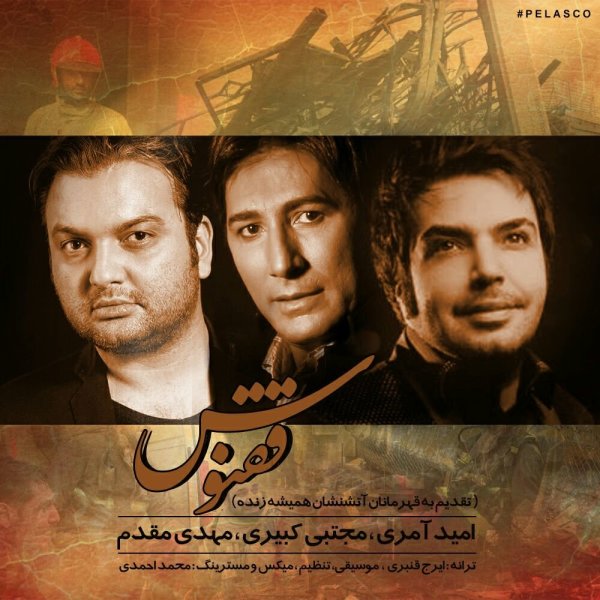 #PELASCO
ققنوس
(تقدیم به قهرمانان آتشنشان همیشه زنده)
امید آمری ، مجتبی کبیری ، مهدی مقدم
ترانه : ایرج قنبری ، موسیقی، تنظیم ، میکس و مسترینگ : محمد احمدی